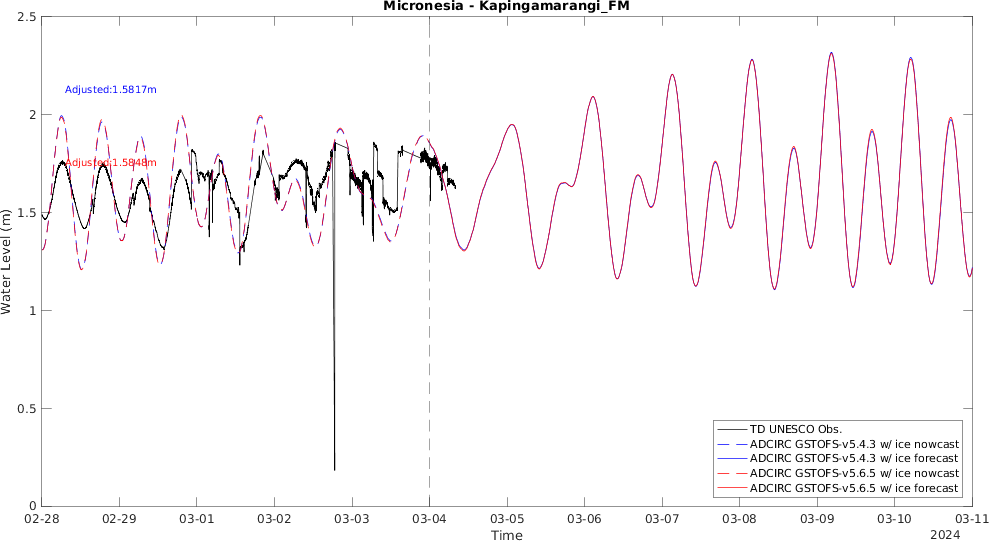 Micronesia - Kapingamarangi_FM
2.5
2
1.5
1
0.5
0
Water Level (m)
Adjusted:1.5817m
Adjusted:1.5848m
TD UNESCO Obs.
ADCIRC GSTOFS-v5.4.3 w/ ice nowcast
ADCIRC GSTOFS-v5.4.3 w/ ice forecast
ADCIRC GSTOFS-v5.6.5 w/ ice nowcast
ADCIRC GSTOFS-v5.6.5 w/ ice forecast
02-28 02-29 03-01 03-02 03-03 03-04 03-05 03-06 03-07 03-08 03-09 03-10 03-11
Time
2024